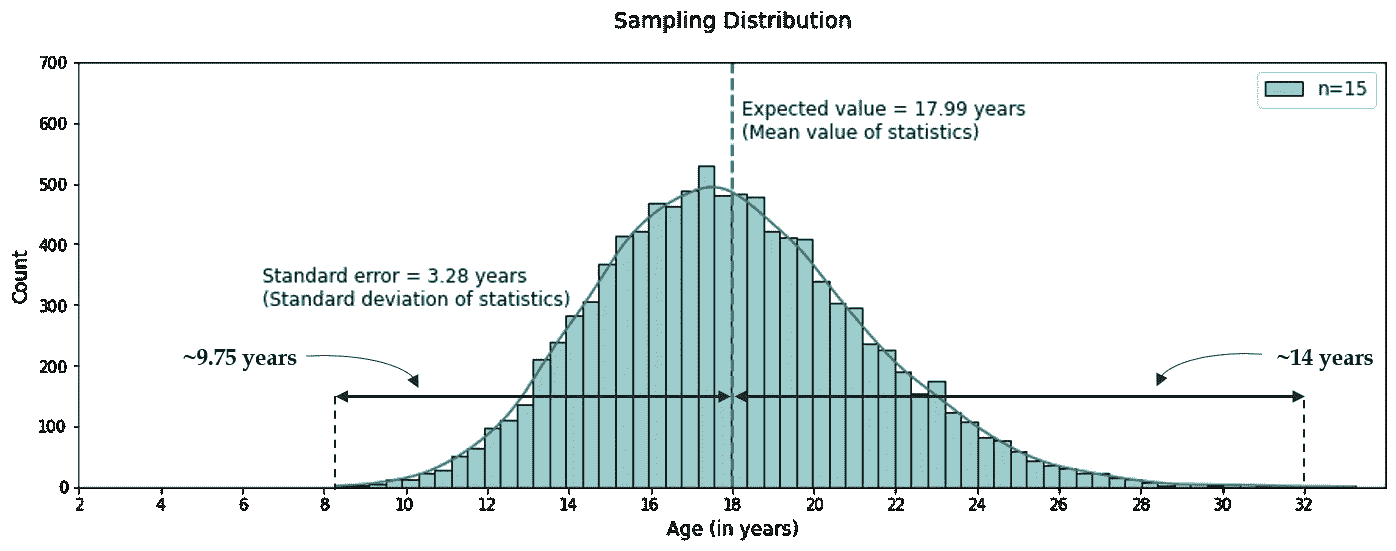 Sampling Distribution
700
600
500
400
300
200
100
0
Count
n=15
Expected value = 17.99 years
(Mean value of statistics)
Standard error = 3.28 years
(Standard deviation of statistics)
~9.75 years
~14 years
2 4 6 8 10 12 14 16 18 20 22 24 26 28 30 32
Age (in years)